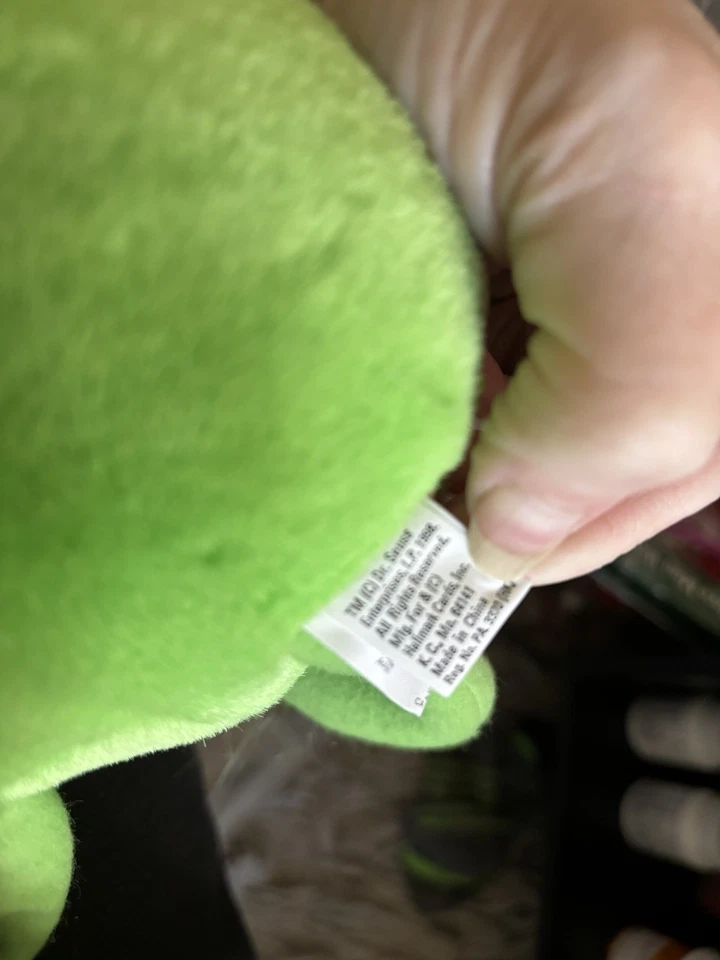 TM (C) Dr. Seuss
Enterprises, L.P. 1998.
All Rights Reserved.
Mfg. For & (C)
Hallmark Cards, Inc.
K.C., Mo. 64141
Made in China
Reg. No. PA. 3370